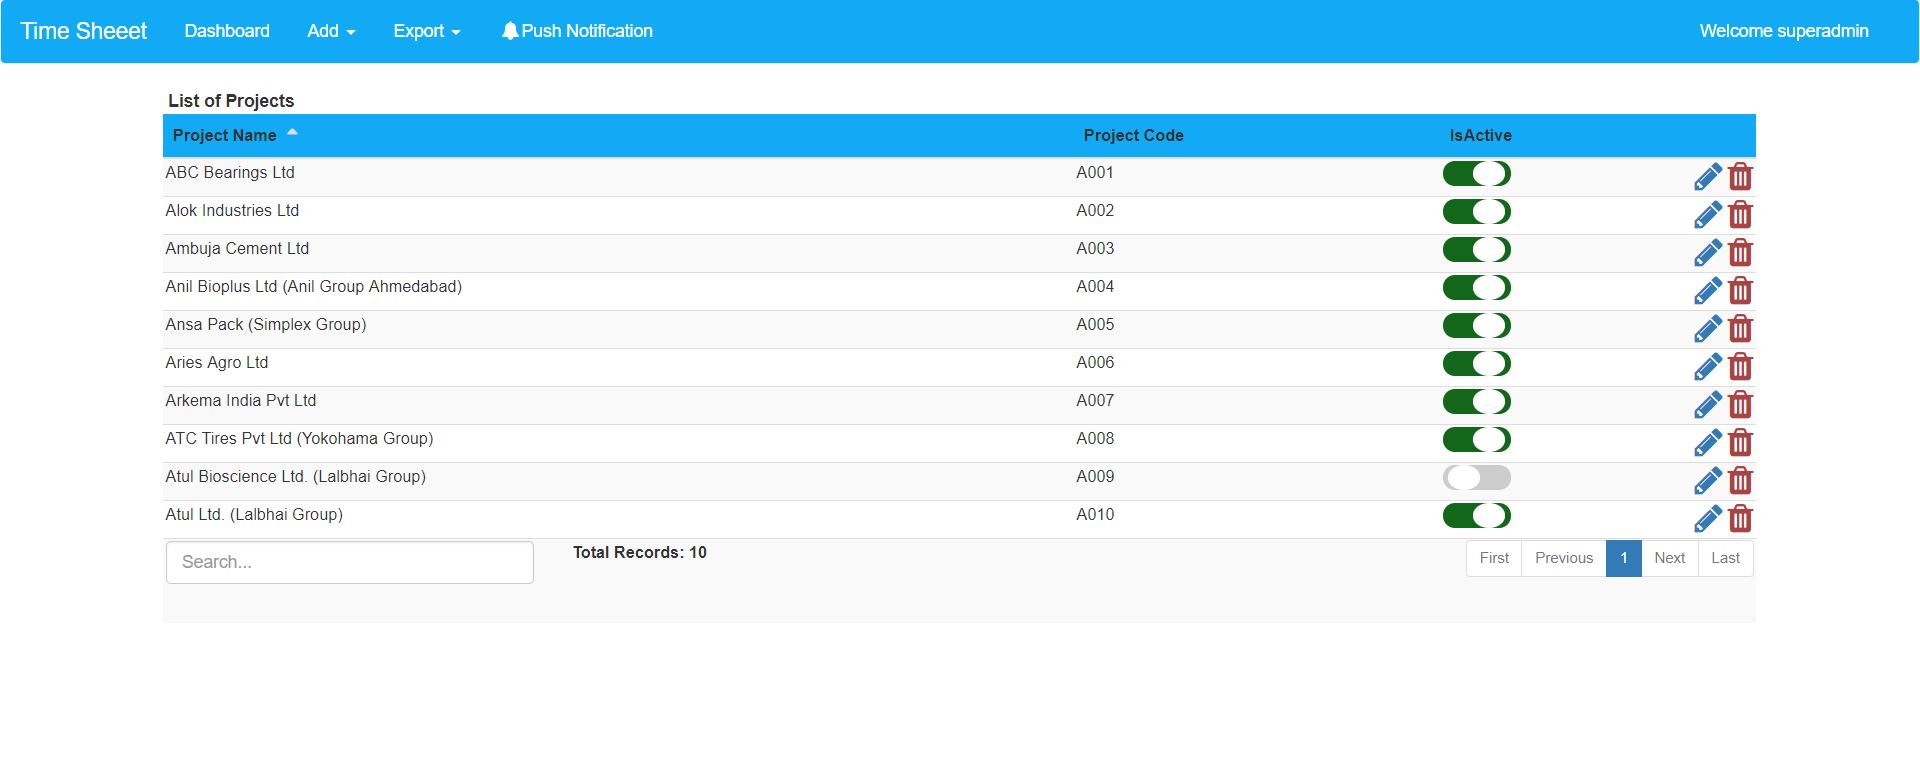 Time Sheeet Dashboard Add Export Push Notification Welcome superadmin
List of Projects
Project Name Project Code IsActive
ABC Bearings Ltd A001
Alok Industries Ltd A002
Ambuja Cement Ltd A003
Anil Bioplus Ltd (Anil Group Ahmedabad) A004
Ansa Pack (Simplex Group) A005
Aries Agro Ltd A006
Arkema India Pvt Ltd A007
ATC Tires Pvt Ltd (Yokohama Group) A008
Atul Bioscience Ltd. (Lalbhai Group) A009
Atul Ltd. (Lalbhai Group) A010
Search... Total Records: 10 First Previous 1 Next Last